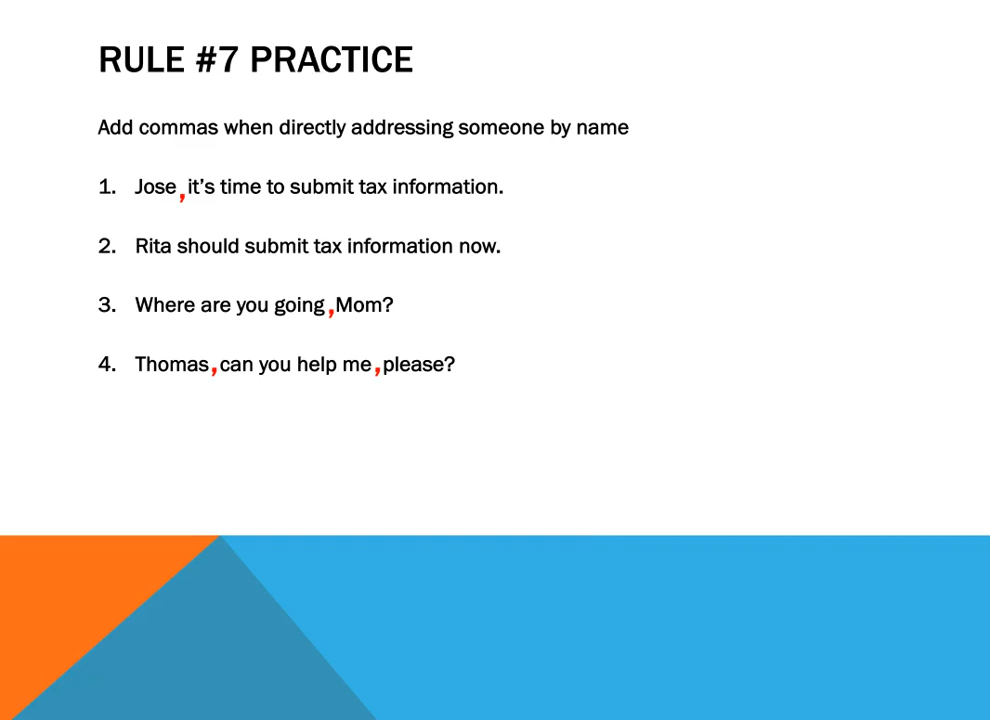 RULE #7 PRACTICE
Add commas when directly addressing someone by name
1. Jose, it’s time to submit tax information.
2. Rita should submit tax information now.
3. Where are you going, Mom?
4. Thomas, can you help me, please?